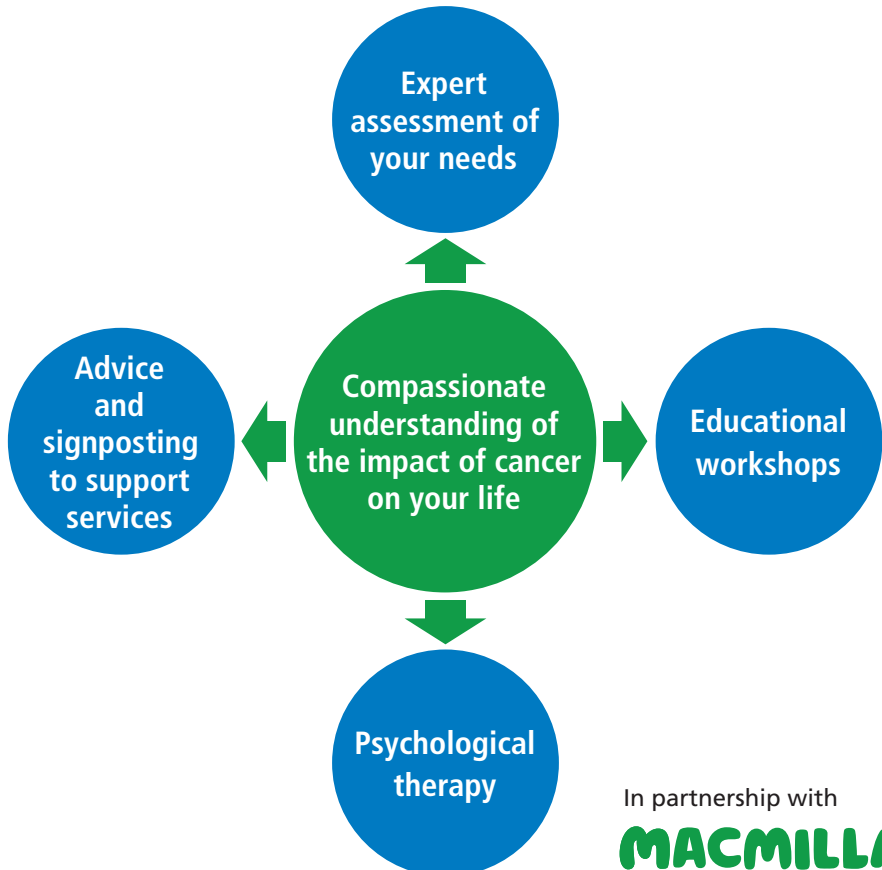 Expert
assessment of
your needs
Advice
and
signposting
to support
services
Compassionate
understanding of
the impact of cancer
on your life
Educational
workshops
Psychological
therapy
In partnership with